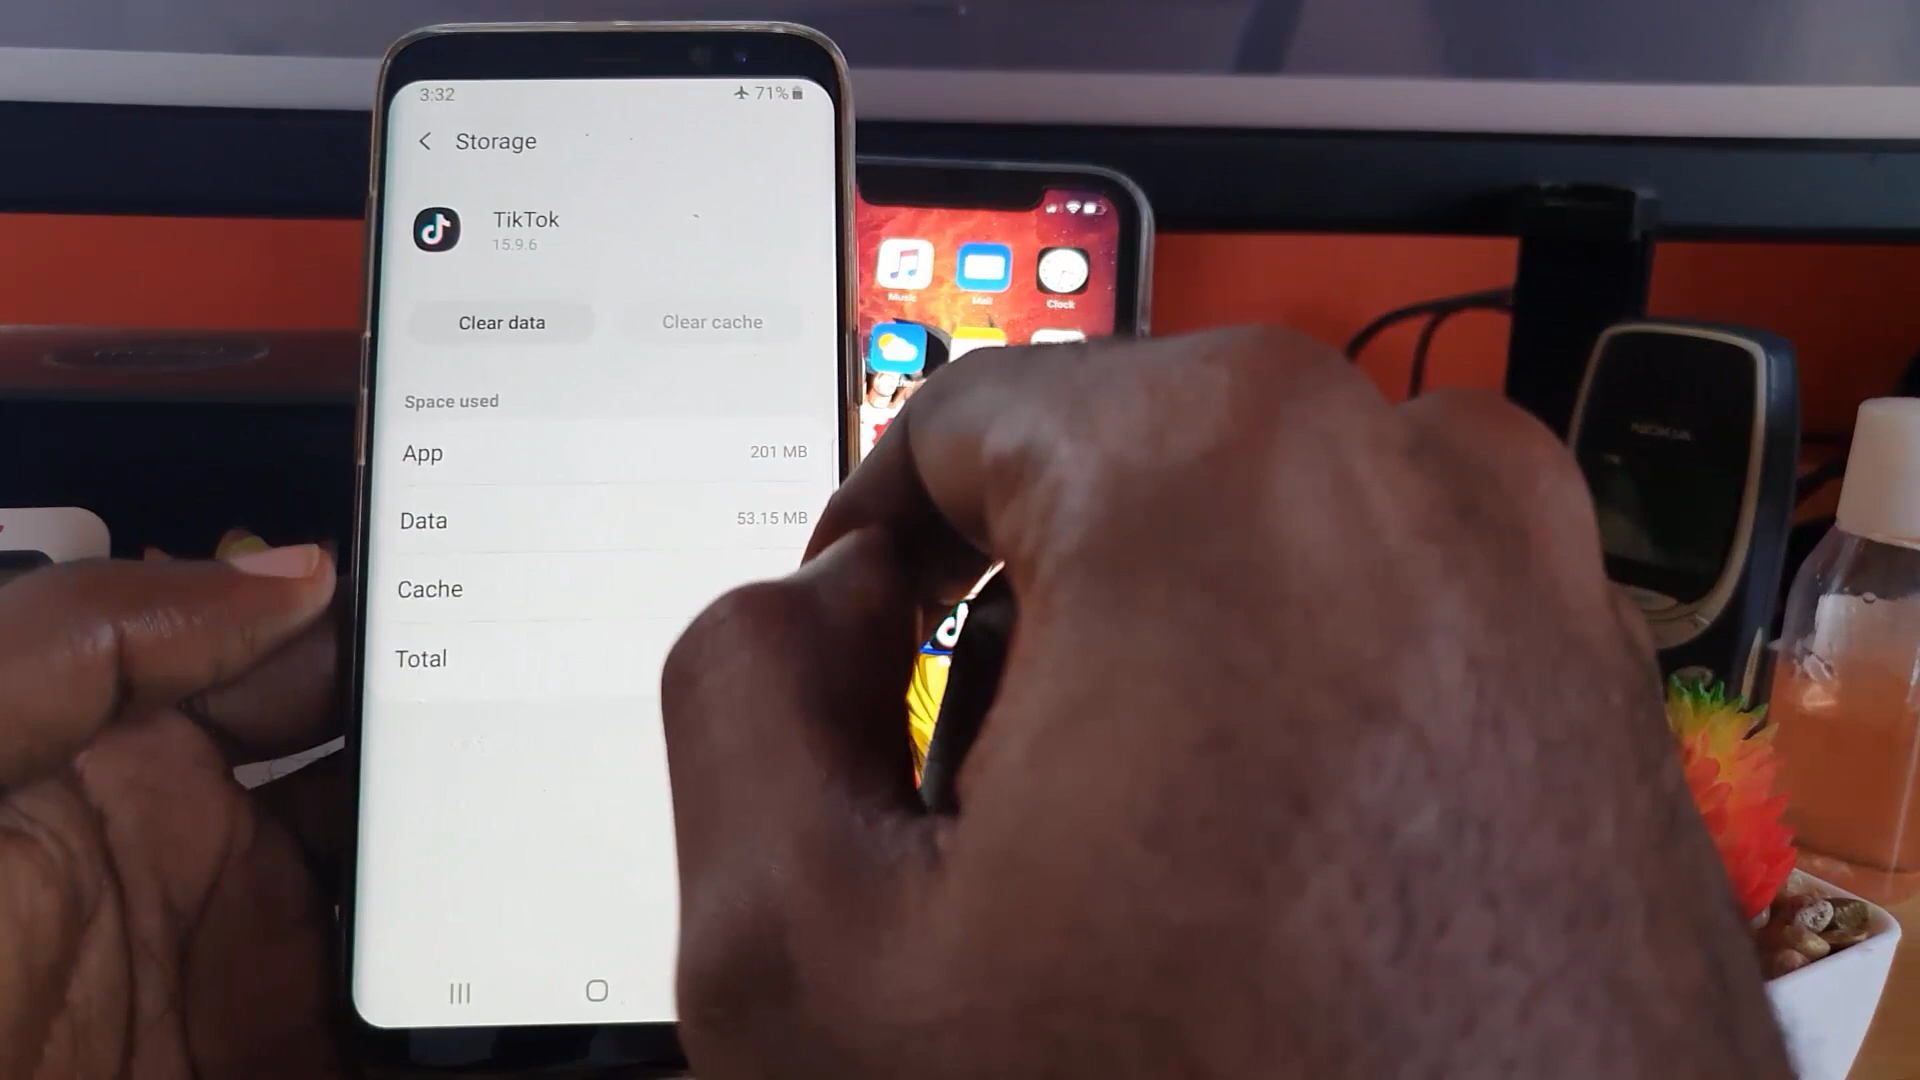 3:32
71%
Storage
TikTok
15.9.6
Clear data
Clear cache
Space used
App
201 MB
Data
53.15 MB
Cache
Total
Music
Mail
Clock
NOKIA